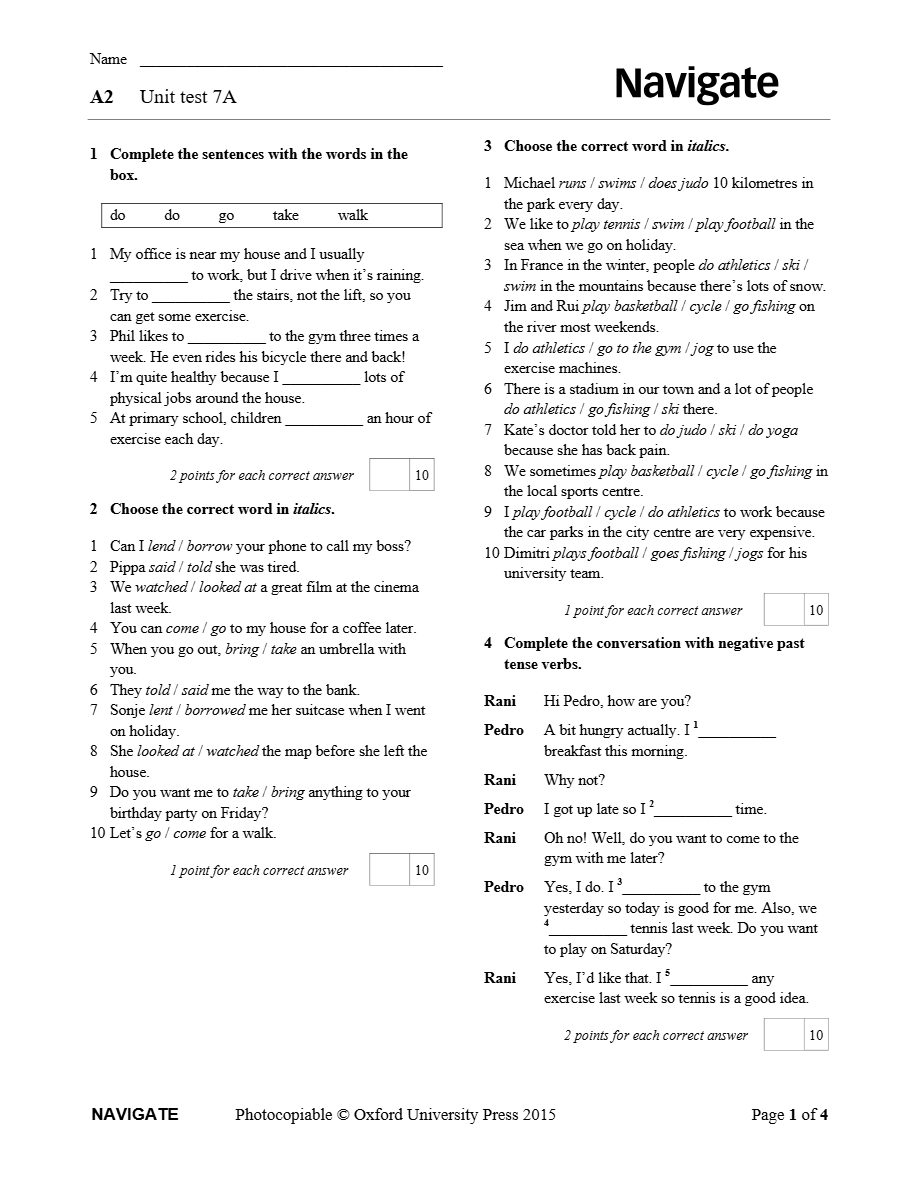 Name ____________________________________
A2 Unit test 7A
Navigate
1 Complete the sentences with the words in the
box.
do do go take walk
1 My office is near my house and I usually
__________ to work, but I drive when it’s raining.
2 Try to __________ the stairs, not the lift, so you
can get some exercise.
3 Phil likes to __________ to the gym three times a
week. He even rides his bicycle there and back!
4 I’m quite healthy because I __________ lots of
physical jobs around the house.
5 At primary school, children __________ an hour of
exercise each day.
2 points for each correct answer 10
2 Choose the correct word in italics.
1 Can I lend / borrow your phone to call my boss?
2 Pippa said / told she was tired.
3 We watched / looked at a great film at the cinema
last week.
4 You can come / go to my house for a coffee later.
5 When you go out, bring / take an umbrella with
you.
6 They told / said me the way to the bank.
7 Sonje lent / borrowed me her suitcase when I went
on holiday.
8 She looked at / watched the map before she left the
house.
9 Do you want me to take / bring anything to your
birthday party on Friday?
10 Let’s go / come for a walk.
1 point for each correct answer 10
3 Choose the correct word in italics.
1 Michael runs / swims / does judo 10 kilometres in
the park every day.
2 We like to play tennis / swim / play football in the
sea when we go on holiday.
3 In France in the winter, people do athletics / ski /
swim in the mountains because there’s lots of snow.
4 Jim and Rui play basketball / cycle / go fishing on
the river most weekends.
5 I do athletics / go to the gym / jog to use the
exercise machines.
6 There is a stadium in our town and a lot of people
do athletics / go fishing / ski there.
7 Kate’s doctor told her to do judo / ski / do yoga
because she has back pain.
8 We sometimes play basketball / cycle / go fishing in
the local sports centre.
9 I play football / cycle / do athletics to work because
the car parks in the city centre are very expensive.
10 Dimitri plays football / goes fishing / jogs for his
university team.
1 point for each correct answer 10
4 Complete the conversation with negative past
tense verbs.
Rani Hi Pedro, how are you?
Pedro A bit hungry actually. I 1__________
breakfast this morning.
Rani Why not?
Pedro I got up late so I 2__________ time.
Rani Oh no! Well, do you want to come to the
gym with me later?
Pedro Yes, I do. I 3__________ to the gym
yesterday so today is good for me. Also, we
4__________ tennis last week. Do you want
to play on Saturday?
Rani Yes, I’d like that. I 5__________ any
exercise last week so tennis is a good idea.
2 points for each correct answer 10
NAVIGATE Photocopiable © Oxford University Press 2015 Page 1 of 4